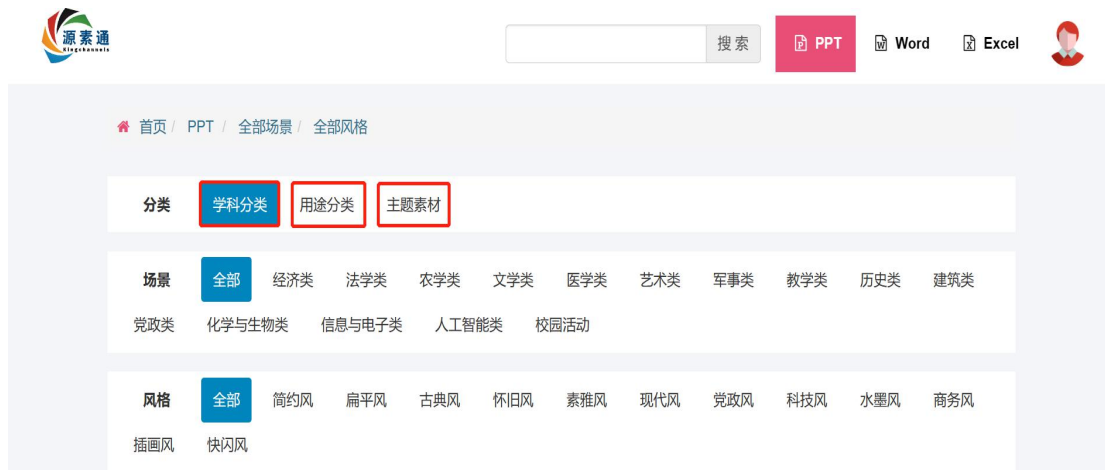 源素通
Kingchannels
搜索 PPT Word Excel
首页 / PPT / 全部场景 / 全部风格
分类 学科分类 用途分类 主题素材
场景 全部 经济类 法学类 农学类 文学类 医学类 艺术类 军事类 教学类 历史类 建筑类
党政类 化学与生物类 信息与电子类 人工智能类 校园活动
风格 全部 简约风 扁平风 古典风 怀旧风 素雅风 现代风 党政风 科技风 水墨风 商务风
插画风 快闪风